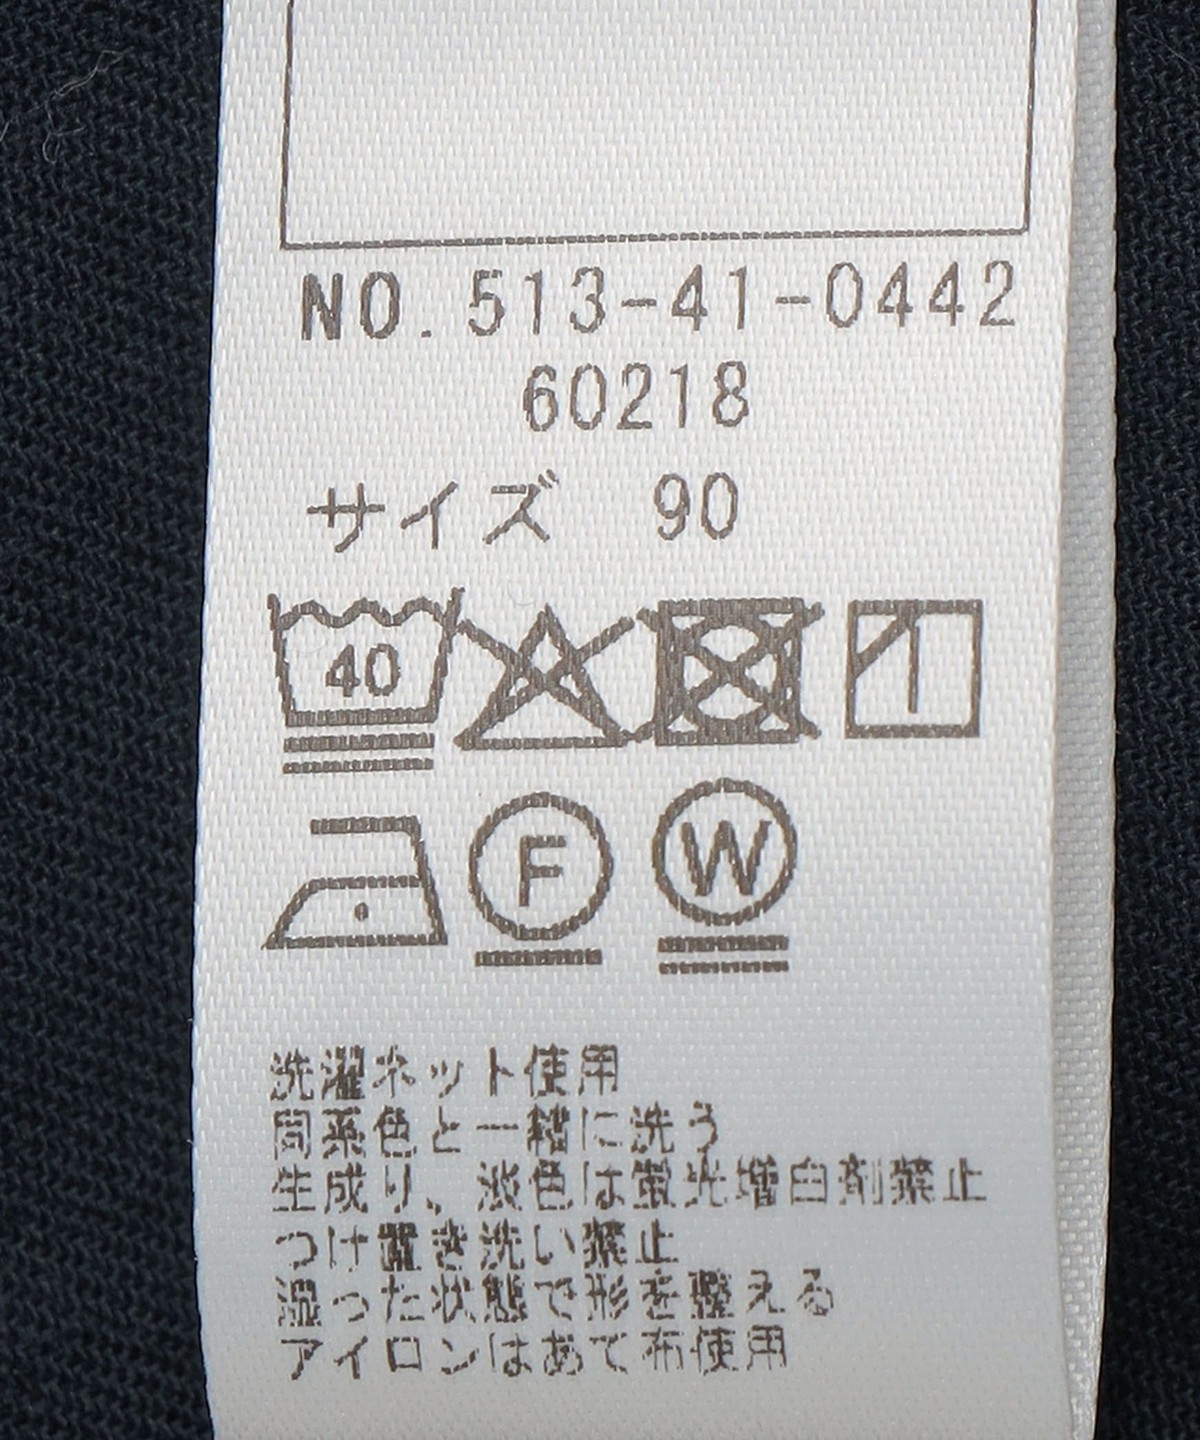 NO. 513-41-0442
60218
サイズ 90
40
F W
洗濯ネット使用
同系色と一緒に洗う
生成り、淡色は蛍光増白剤禁止
つけ置き洗い禁止
湿った状態で形を整える
アイロンはあて布使用